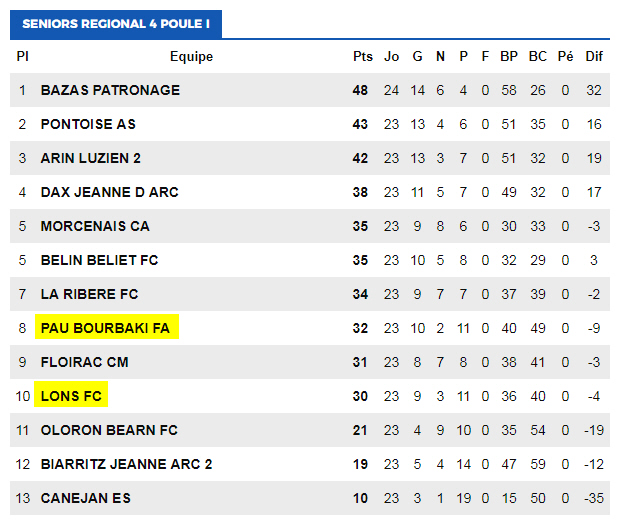 SENIORS REGIONAL 4 POULE I
Pl Equipe Pts Jo G N P F BP BC Pé Dif
1 BAZAS PATRONAGE 48 24 14 6 4 0 58 26 0 32
2 PONTOISE AS 43 23 13 4 6 0 51 35 0 16
3 ARIN LUZIEN 2 42 23 13 3 7 0 51 32 0 19
4 DAX JEANNE D ARC 38 23 11 5 7 0 49 32 0 17
5 MORCENAIS CA 35 23 9 8 6 0 30 33 0 -3
5 BELIN BELIET FC 35 23 10 5 8 0 32 29 0 3
7 LA RIBERE FC 34 23 9 7 7 0 37 39 0 -2
8 PAU BOURBAKI FA 32 23 10 2 11 0 40 49 0 -9
9 FLOIRAC CM 31 23 8 7 8 0 38 41 0 -3
10 LONS FC 30 23 9 3 11 0 36 40 0 -4
11 OLORON BEARN FC 21 23 4 9 10 0 35 54 0 -19
12 BIARRITZ JEANNE ARC 2 19 23 5 4 14 0 47 59 0 -12
13 CANEJAN ES 10 23 3 1 19 0 15 50 0 -35